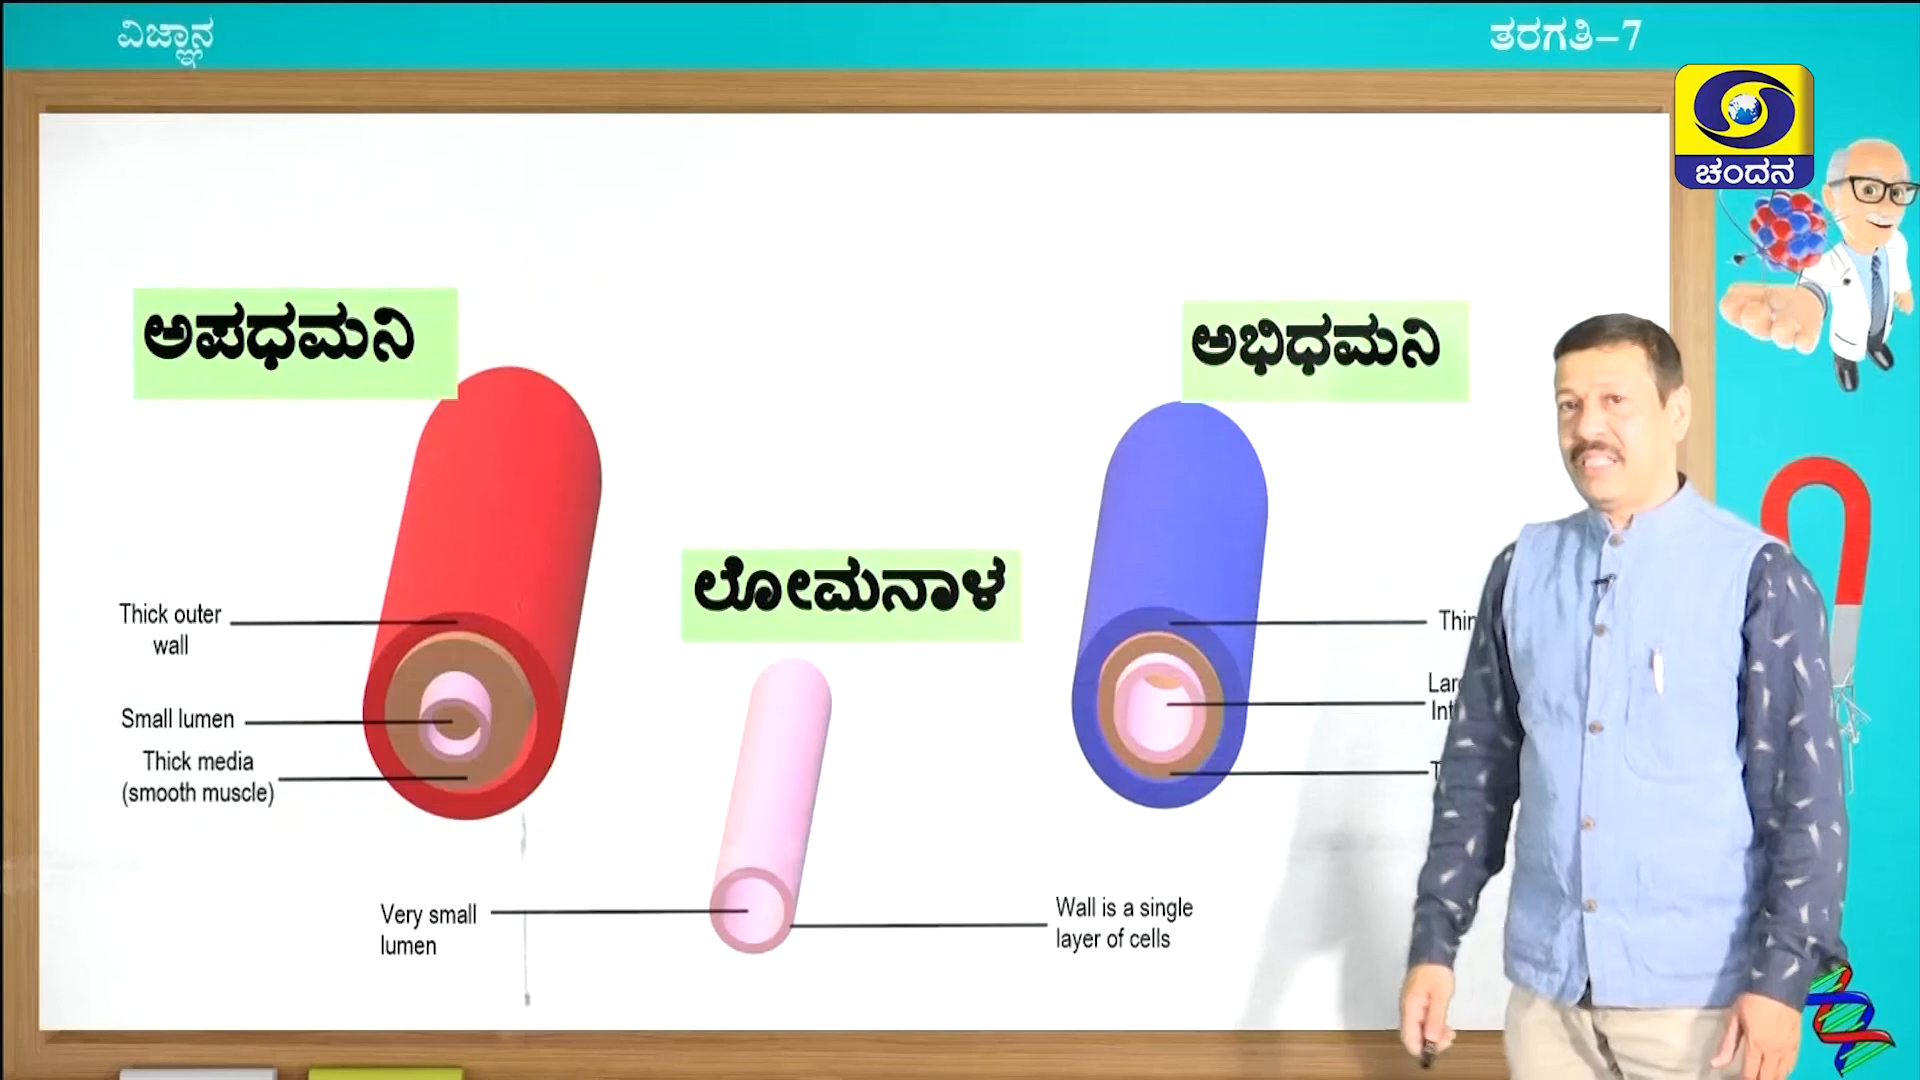 ವಿಜ್ಞಾನ
ತರಗತಿ–7
ಚಂದನ
ಅಪಧಮನಿ
ಅಭಿಧಮನಿ
ಲೋಮನಾಳ
Thick outer
wall
Small lumen
Thick media
(smooth muscle)
Very small
lumen
Wall is a single
layer of cells